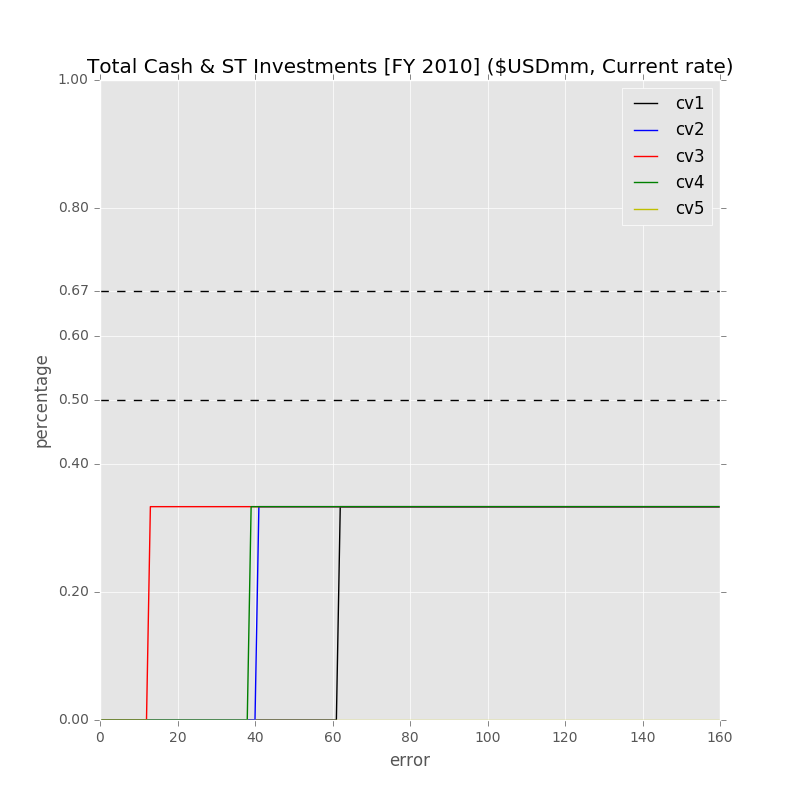 Total Cash & ST Investments [FY 2010] ($USDmm, Current rate)
1.00
0.80
0.67
0.60
0.50
0.40
0.20
0.00
percentage
cv1
cv2
cv3
cv4
cv5
0 20 40 60 80 100 120 140 160
error